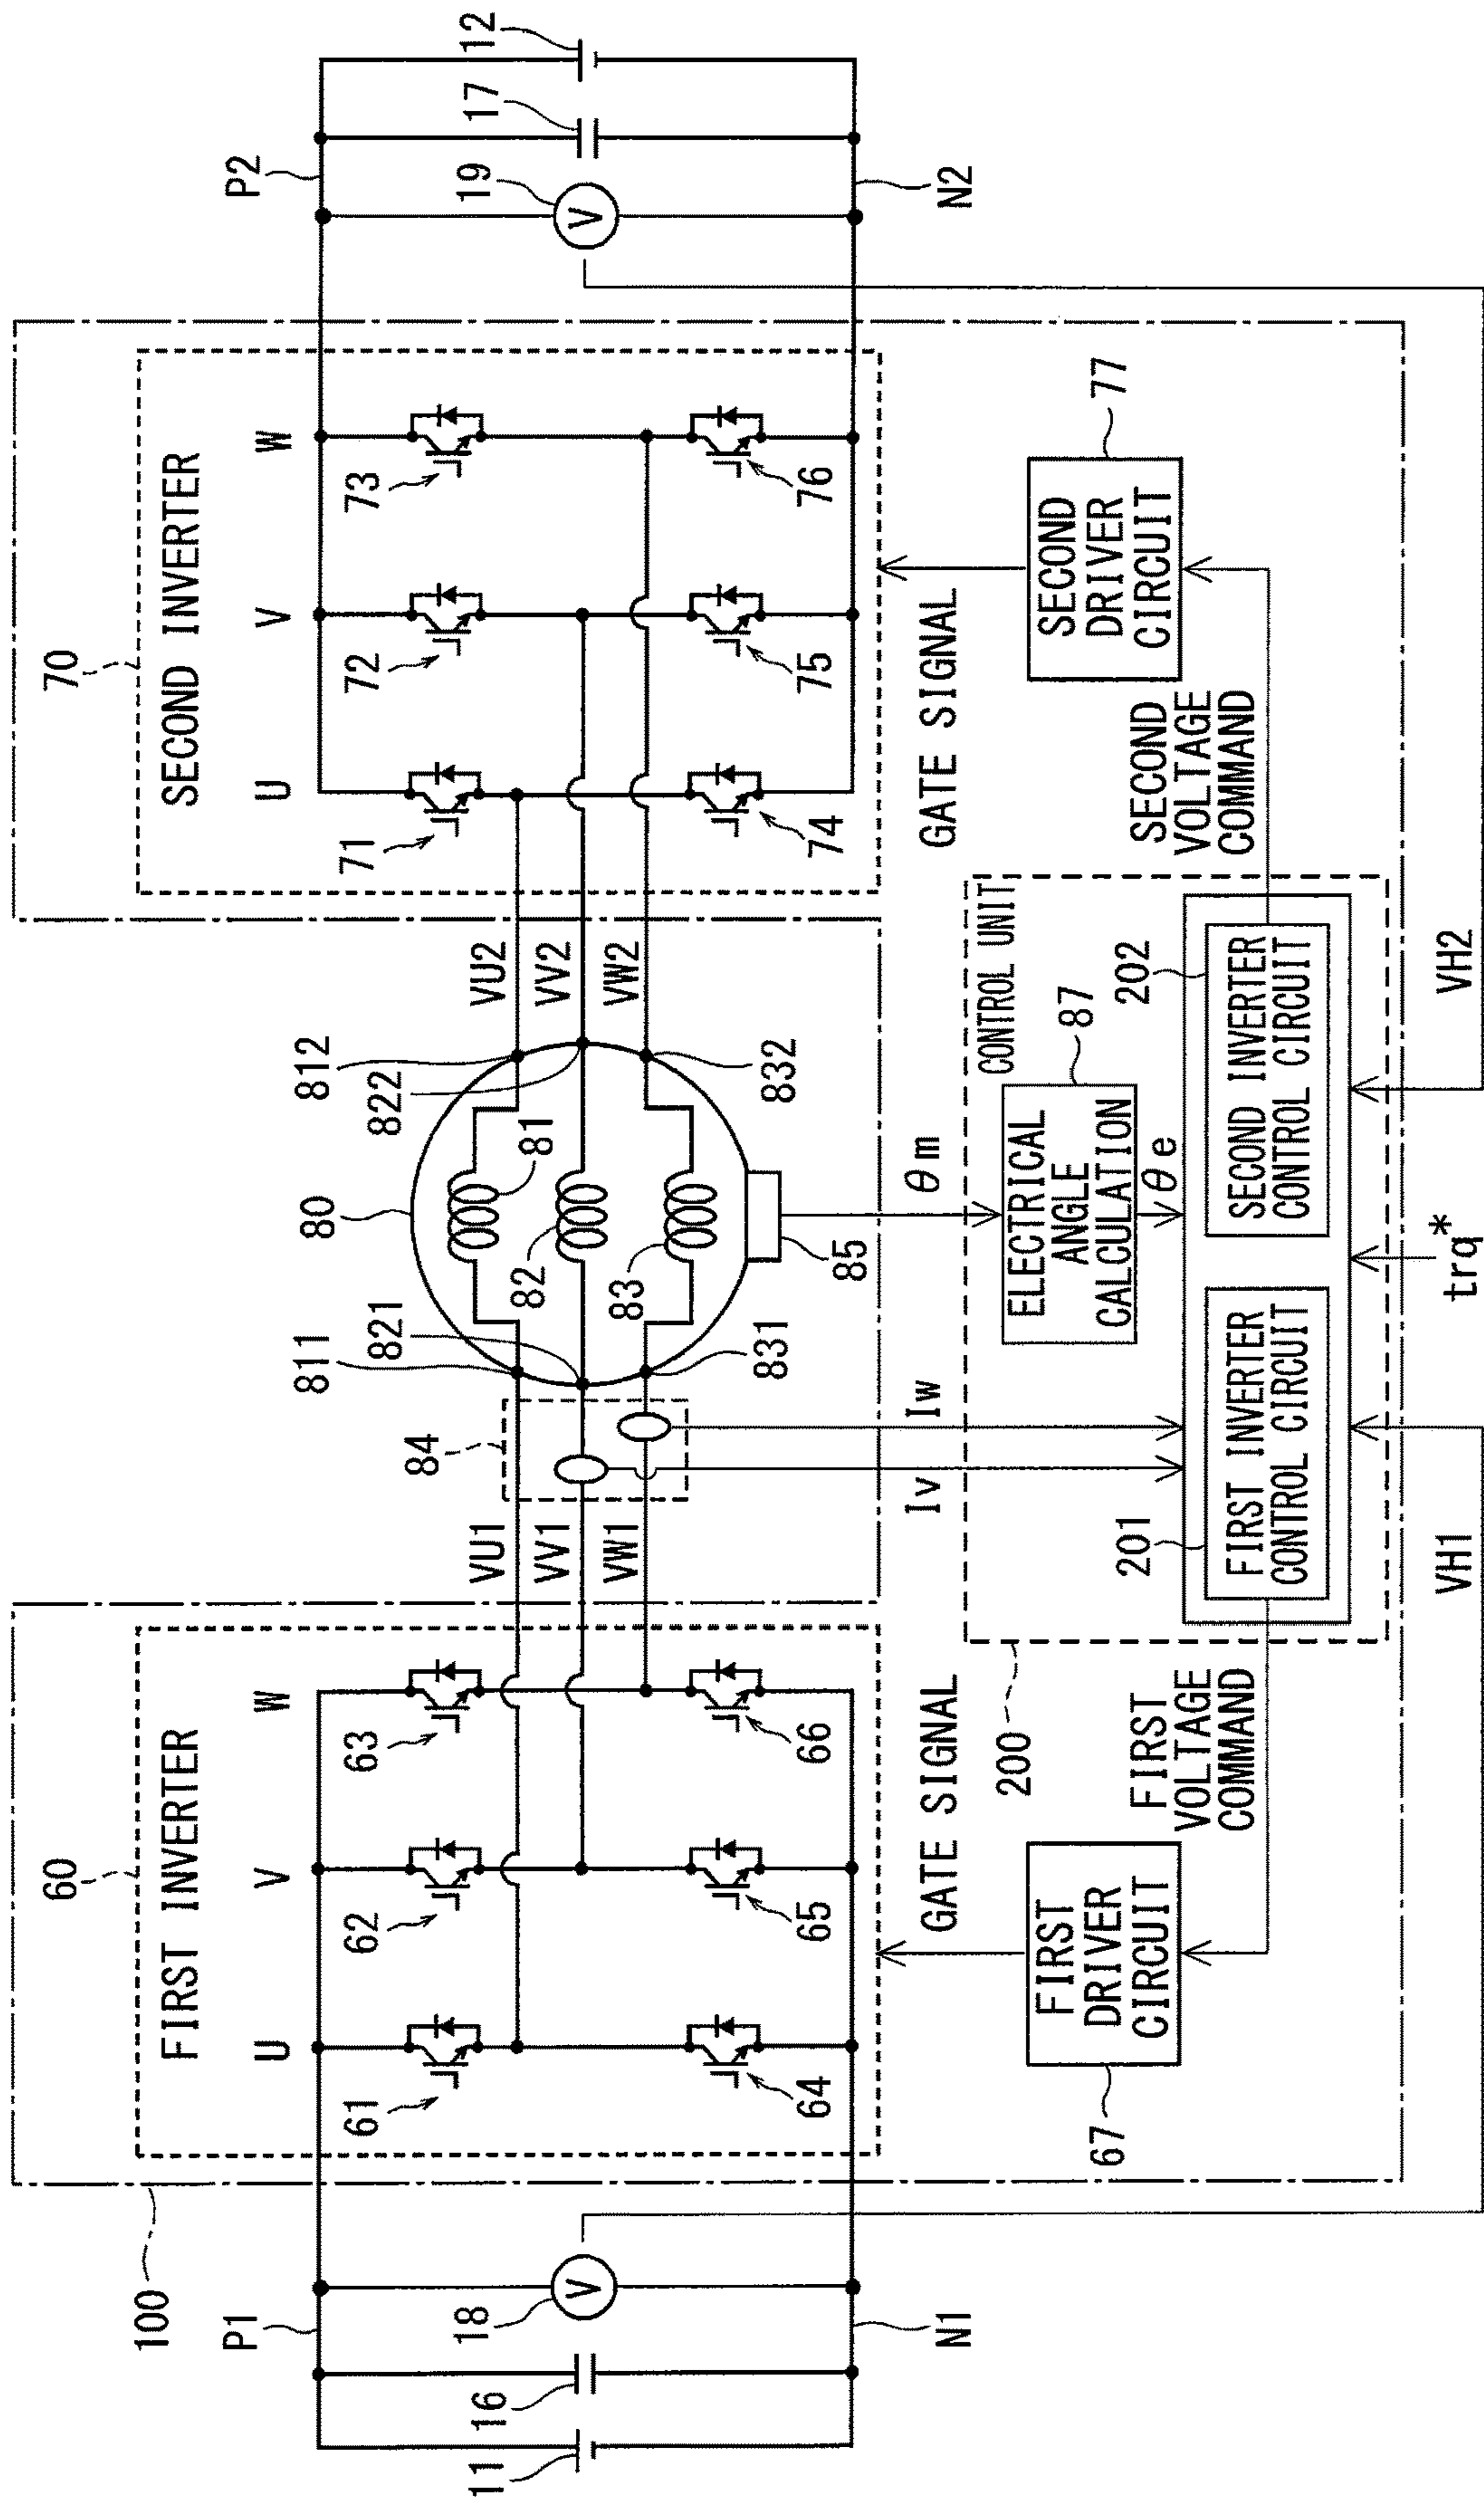 100
60
FIRST INVERTER
U
V
W
70
SECOND INVERTER
U
V
W
P1
P2
61
62
63
71
72
73
11
16
18
V
84
VU1
VV1
VW1
811
821
831
80
81
82
83
85
812
822
832
VU2
VV2
VW2
19
V
17
12
64
65
66
74
75
76
N1
N2
GATE SIGNAL
Iv
Iw
θm
GATE SIGNAL
200
CONTROL UNIT
67
FIRST
DRIVER
CIRCUIT
ELECTRICAL
ANGLE
CALCULATION
87
SECOND
DRIVER
CIRCUIT
77
FIRST
VOLTAGE
COMMAND
201
θe
202
SECOND
VOLTAGE
COMMAND
FIRST INVERTER
CONTROL CIRCUIT
SECOND INVERTER
CONTROL CIRCUIT
VH1
trq*
VH2